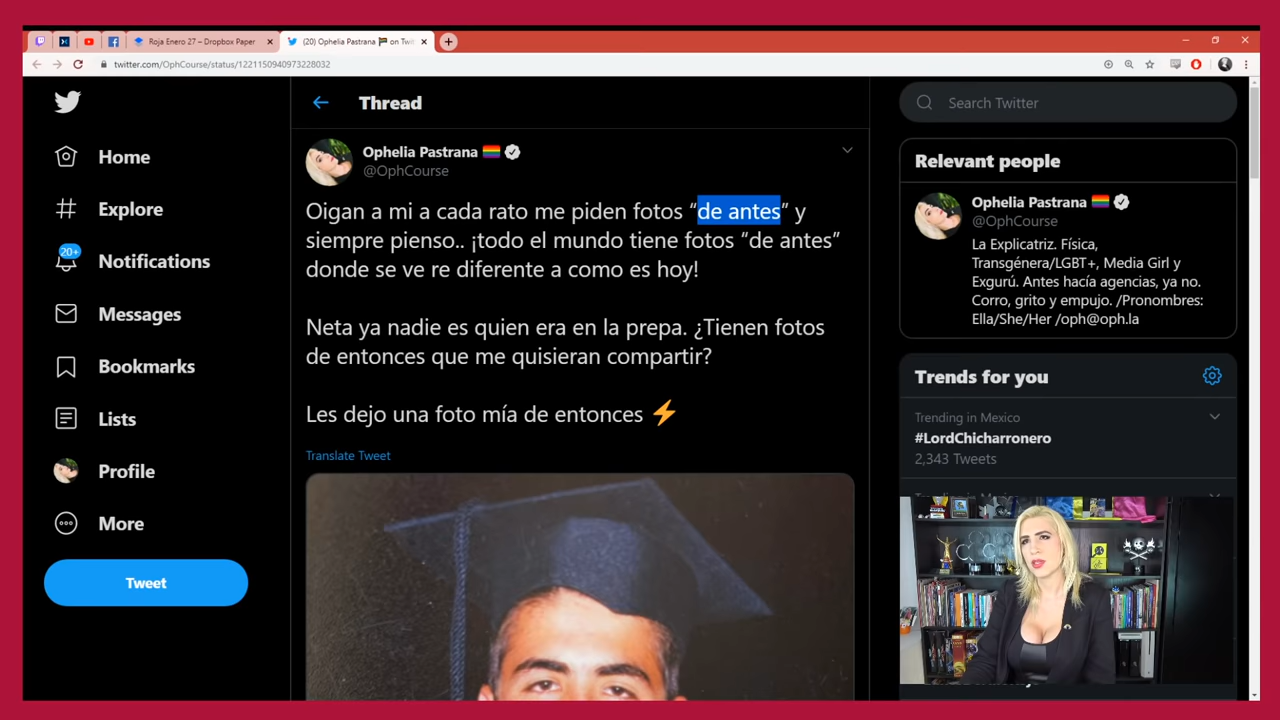 Roja Enero 27 – Dropbox Paper
(20) Ophelia Pastrana 🏴 on Twi
twitter.com/OphCourse/status/1221150940973228032
Home
Explore
20+
Notifications
Messages
Bookmarks
Lists
Profile
More
Tweet
Thread
Ophelia Pastrana 🏳️‍🌈
@OphCourse
Oigan a mi a cada rato me piden fotos “de antes” y
siempre pienso.. ¡todo el mundo tiene fotos “de antes”
donde se ve re diferente a como es hoy!
Neta ya nadie es quien era en la prepa. ¿Tienen fotos
de entonces que me quisieran compartir?
Les dejo una foto mía de entonces ⚡
Translate Tweet
Search Twitter
Relevant people
Ophelia Pastrana 🏳️‍🌈
@OphCourse
La Explicatriz. Física,
Transgénera/LGBT+, Media Girl y
Exgurú. Antes hacía agencias, ya no.
Corro, grito y empujo. /Pronombres:
Ella/She/Her /oph@oph.la
Trends for you
Trending in Mexico
#LordChicharronero
2,343 Tweets